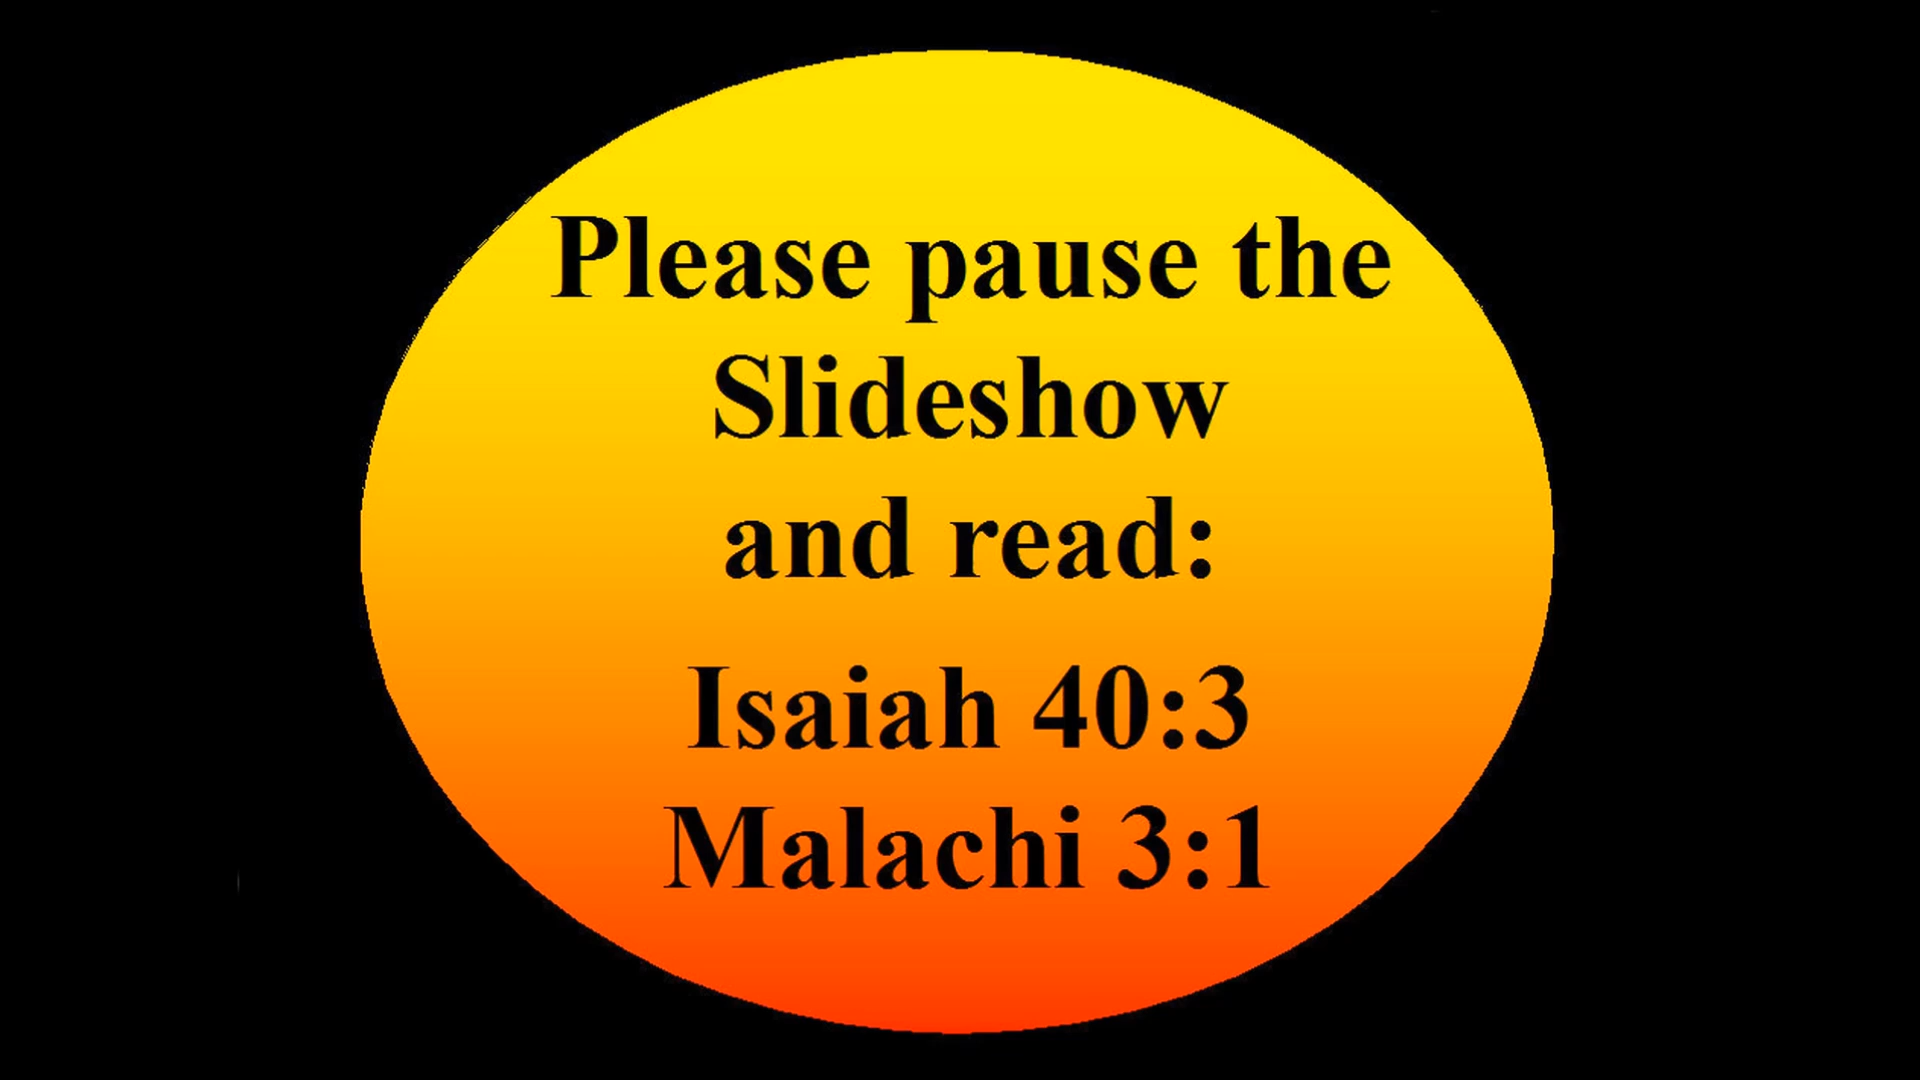 Please pause the
Slideshow
and read:
Isaiah 40:3
Malachi 3:1